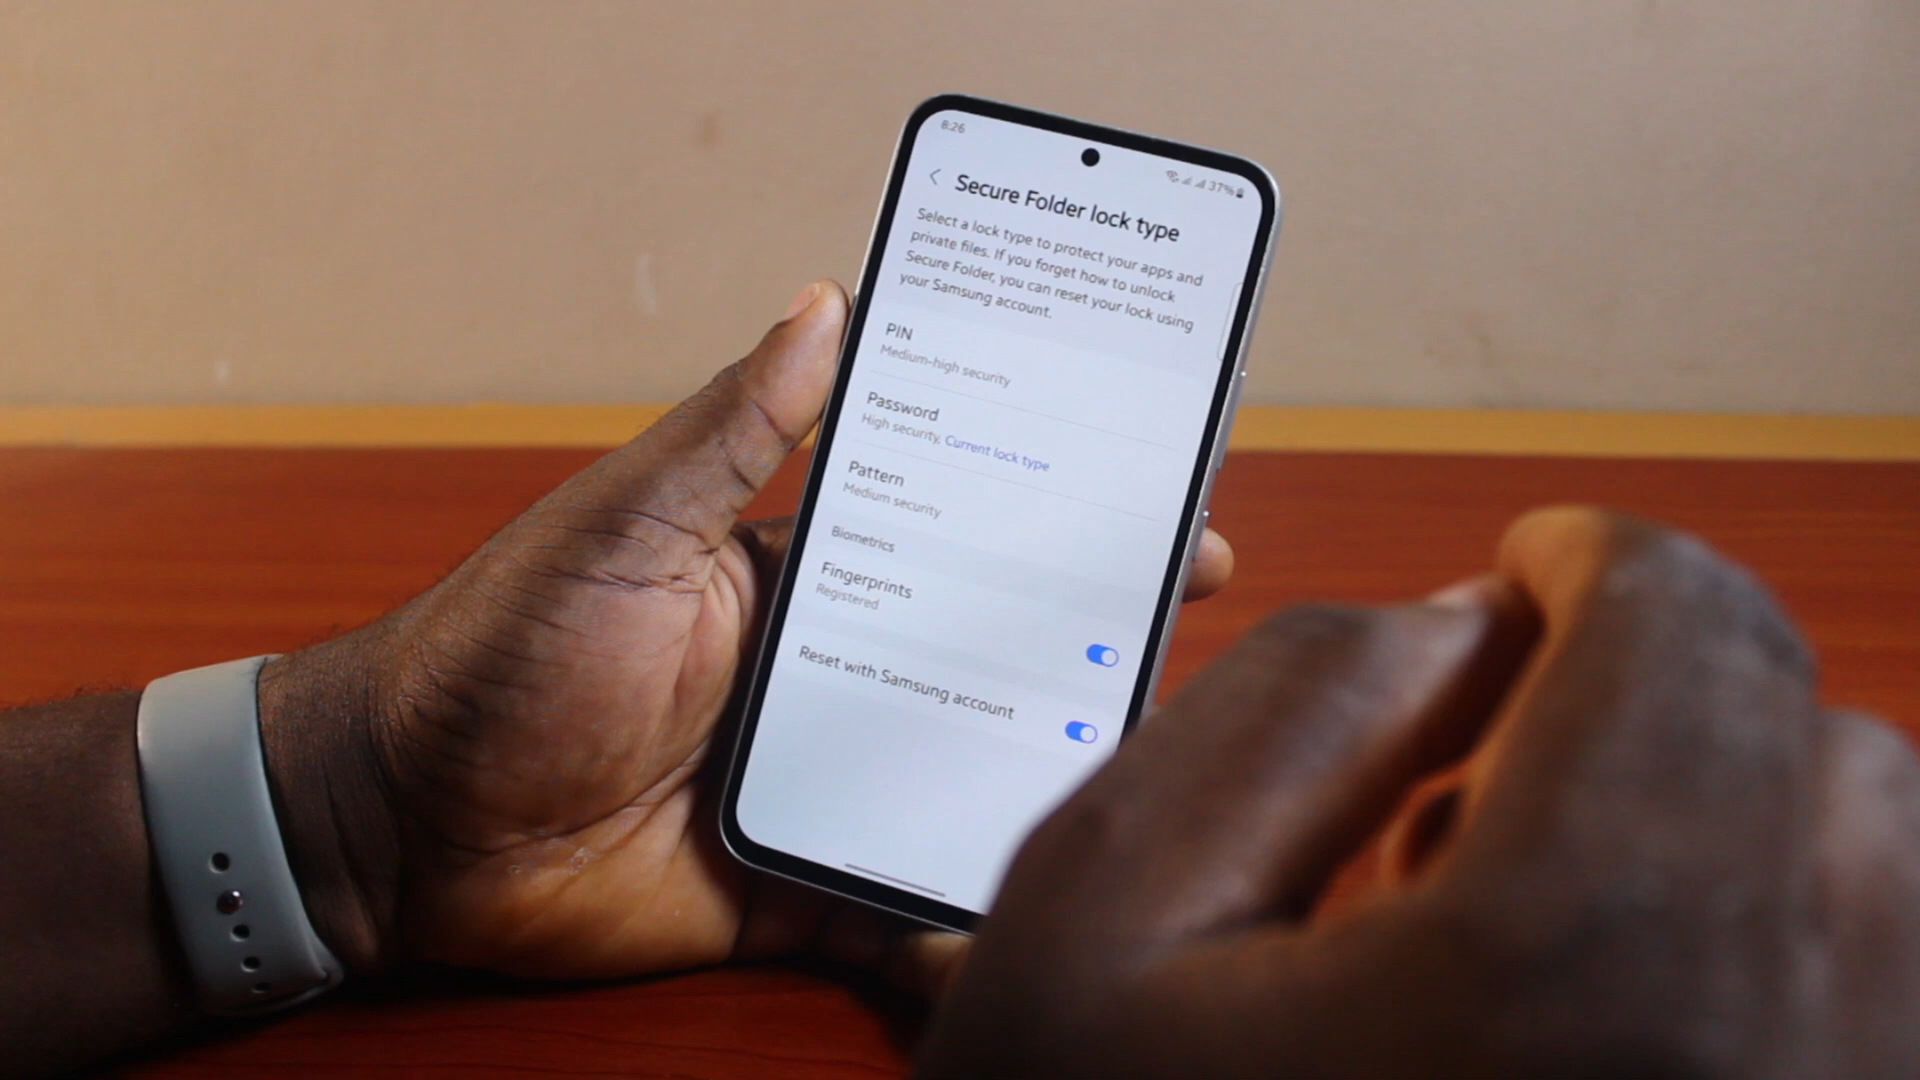 8:26
37%
Secure Folder lock type
Select a lock type to protect your apps and
private files. If you forget how to unlock
Secure Folder, you can reset your lock using
your Samsung account.
PIN
Medium-high security
Password
High security, Current lock type
Pattern
Medium security
Biometrics
Fingerprints
Registered
Reset with Samsung account